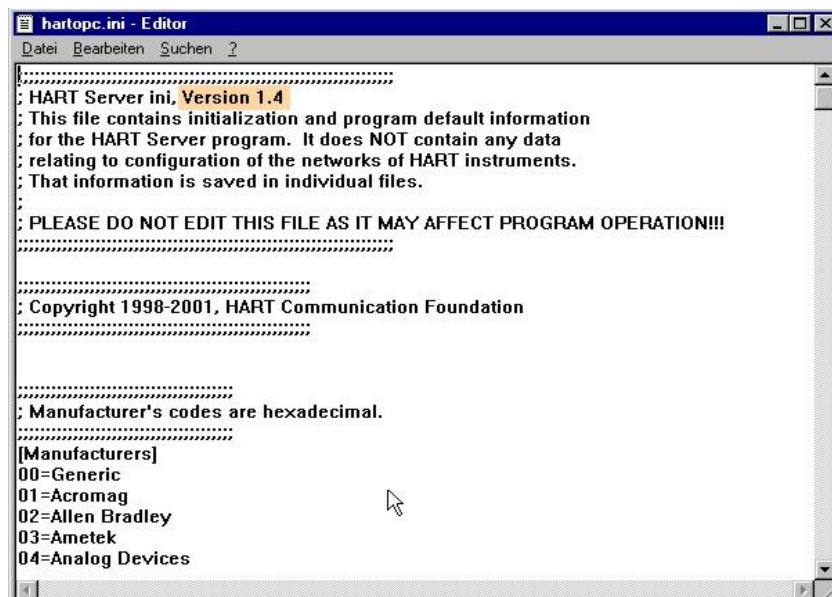 hartopc.ini - Editor
Datei Bearbeiten Suchen ?
;;;;;;;;;;;;;;;;;;;;;;;;;;;;;;;;;;;;;;;;;;;;;;;;;;;;;;;;;;;;;;;;;;;;
; HART Server ini, Version 1.4
; This file contains initialization and program default information
; for the HART Server program.  It does NOT contain any data
; relating to configuration of the networks of HART instruments.
; That information is saved in individual files.
;
; PLEASE DO NOT EDIT THIS FILE AS IT MAY AFFECT PROGRAM OPERATION!!!
;;;;;;;;;;;;;;;;;;;;;;;;;;;;;;;;;;;;;;;;;;;;;;;;;;;;;;;;;;;;;;;;;;;;
;;;;;;;;;;;;;;;;;;;;;;;;;;;;;;;;;;;;;;;;;;;;;;;;;;;;;
; Copyright 1998-2001, HART Communication Foundation
;;;;;;;;;;;;;;;;;;;;;;;;;;;;;;;;;;;;;;;;;;;;;;;;;;;;;
;;;;;;;;;;;;;;;;;;;;;;;;;;;;;;;;;;;;;;;
; Manufacturer's codes are hexadecimal.
;;;;;;;;;;;;;;;;;;;;;;;;;;;;;;;;;;;;;;;
[Manufacturers]
00=Generic
01=Acromag
02=Allen Bradley
03=Ametek
04=Analog Devices